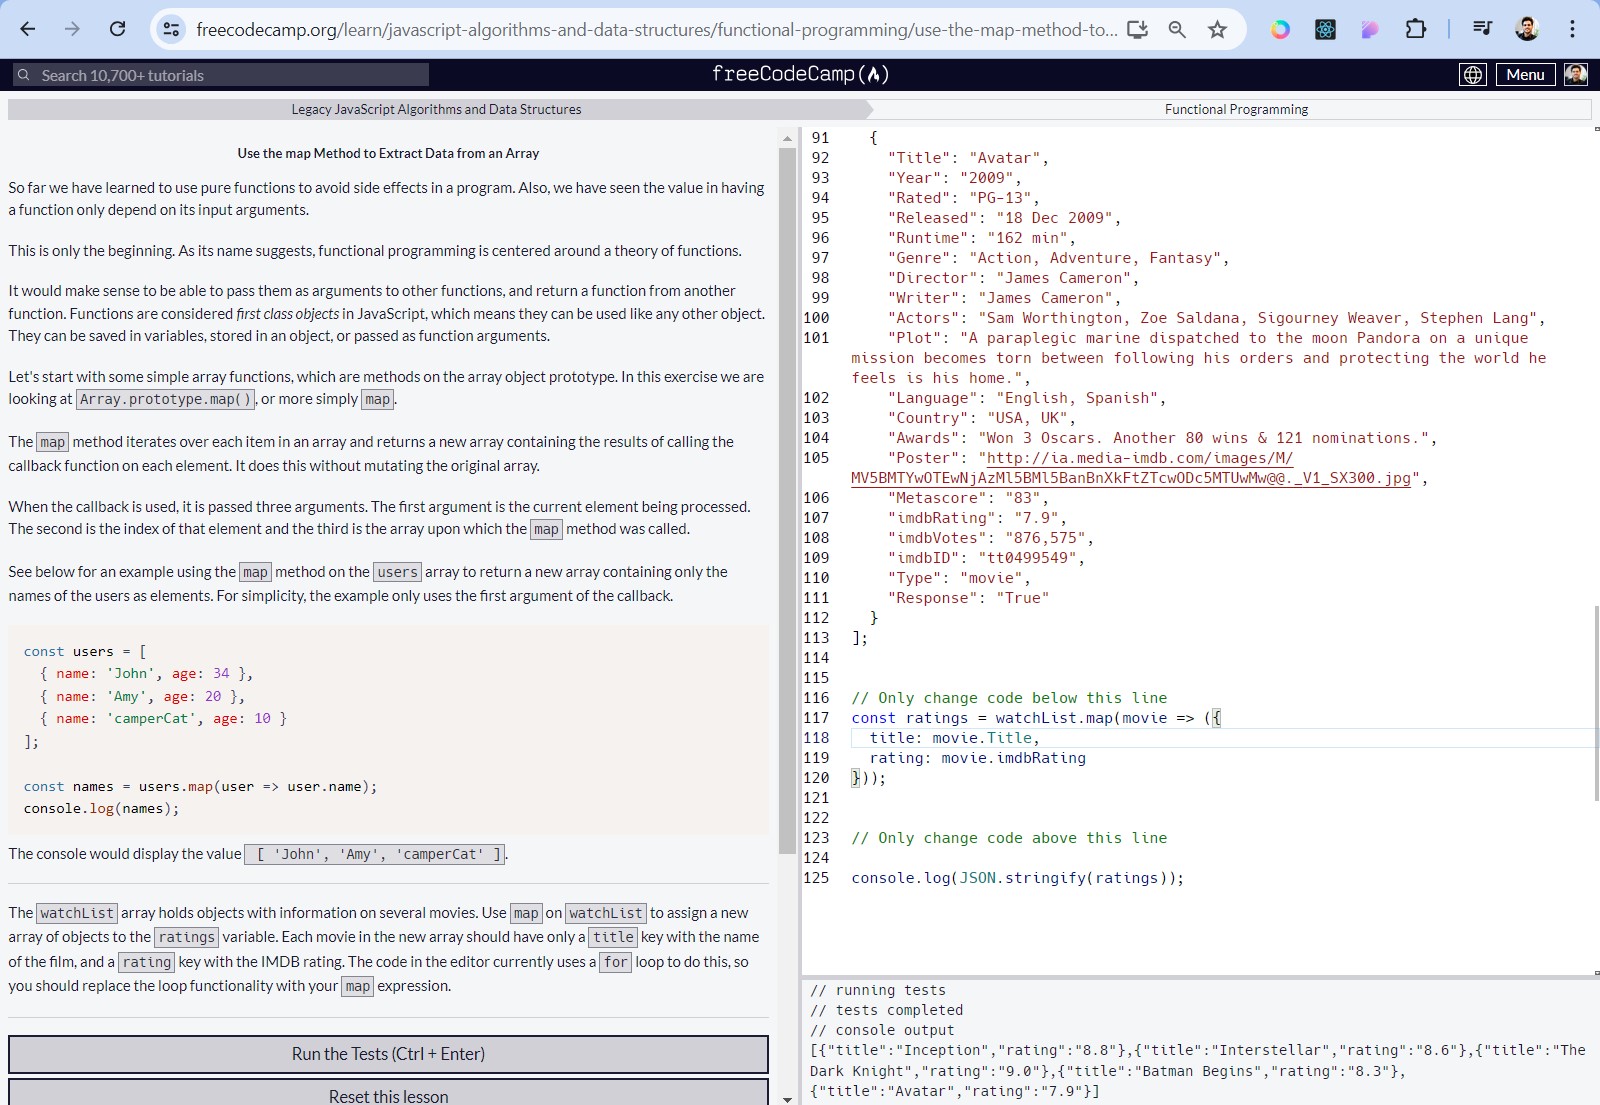 freecodecamp.org/learn/javascript-algorithms-and-data-structures/functional-programming/use-the-map-method-to...
Search 10,700+ tutorials
freeCodeCamp
Menu
Legacy JavaScript Algorithms and Data Structures
Functional Programming
Use the map Method to Extract Data from an Array
So far we have learned to use pure functions to avoid side effects in a program. Also, we have seen the value in having
a function only depend on its input arguments.
This is only the beginning. As its name suggests, functional programming is centered around a theory of functions.
It would make sense to be able to pass them as arguments to other functions, and return a function from another
function. Functions are considered first class objects in JavaScript, which means they can be used like any other object.
They can be saved in variables, stored in an object, or passed as function arguments.
Let's start with some simple array functions, which are methods on the array object prototype. In this exercise we are
looking at Array.prototype.map(), or more simply map.
The map method iterates over each item in an array and returns a new array containing the results of calling the
callback function on each element. It does this without mutating the original array.
When the callback is used, it is passed three arguments. The first argument is the current element being processed.
The second is the index of that element and the third is the array upon which the map method was called.
See below for an example using the map method on the users array to return a new array containing only the
names of the users as elements. For simplicity, the example only uses the first argument of the callback.
const users = [
{ name: 'John', age: 34 },
{ name: 'Amy', age: 20 },
{ name: 'camperCat', age: 10 }
];
const names = users.map(user => user.name);
console.log(names);
The console would display the value [ 'John', 'Amy', 'camperCat' ].
The watchList array holds objects with information on several movies. Use map on watchList to assign a new
array of objects to the ratings variable. Each movie in the new array should have only a title key with the name
of the film, and a rating key with the IMDB rating. The code in the editor currently uses a for loop to do this, so
you should replace the loop functionality with your map expression.
Run the Tests (Ctrl + Enter)
Reset this lesson
91 {
92 "Title": "Avatar",
93 "Year": "2009",
94 "Rated": "PG-13",
95 "Released": "18 Dec 2009",
96 "Runtime": "162 min",
97 "Genre": "Action, Adventure, Fantasy",
98 "Director": "James Cameron",
99 "Writer": "James Cameron",
100 "Actors": "Sam Worthington, Zoe Saldana, Sigourney Weaver, Stephen Lang",
101 "Plot": "A paraplegic marine dispatched to the moon Pandora on a unique
mission becomes torn between following his orders and protecting the world he
feels is his home.",
102 "Language": "English, Spanish",
103 "Country": "USA, UK",
104 "Awards": "Won 3 Oscars. Another 80 wins & 121 nominations.",
105 "Poster": "http://ia.media-imdb.com/images/M/
MV5BMTYwOTEwNjAzMl5BMl5BanBnXkFtZTcwODc5MTUwMw@@._V1_SX300.jpg",
106 "Metascore": "83",
107 "imdbRating": "7.9",
108 "imdbVotes": "876,575",
109 "imdbID": "tt0499549",
110 "Type": "movie",
111 "Response": "True"
112 }
113 ];
114
115
116 // Only change code below this line
117 const ratings = watchList.map(movie => ({
118 title: movie.Title,
119 rating: movie.imdbRating
120 }));
121
122
123 // Only change code above this line
124
125 console.log(JSON.stringify(ratings));
// running tests
// tests completed
// console output
[{"title":"Inception","rating":"8.8"},{"title":"Interstellar","rating":"8.6"},{"title":"The
Dark Knight","rating":"9.0"},{"title":"Batman Begins","rating":"8.3"},
{"title":"Avatar","rating":"7.9"}]